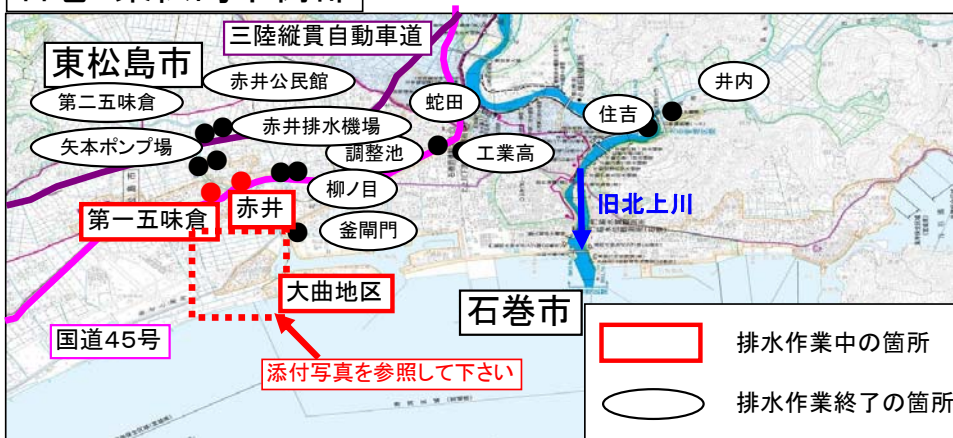 三陸縦貫自動車道
東松島市
赤井公民館
井内
第二五味倉
蛇田
住吉
赤井排水機場
矢本ポンプ場
調整池
工業高
柳ノ目
旧北上川
赤井
第一五味倉
釜閘門
大曲地区
石巻市
国道45号
排水作業中の箇所
添付写真を参照して下さい
排水作業終了の箇所